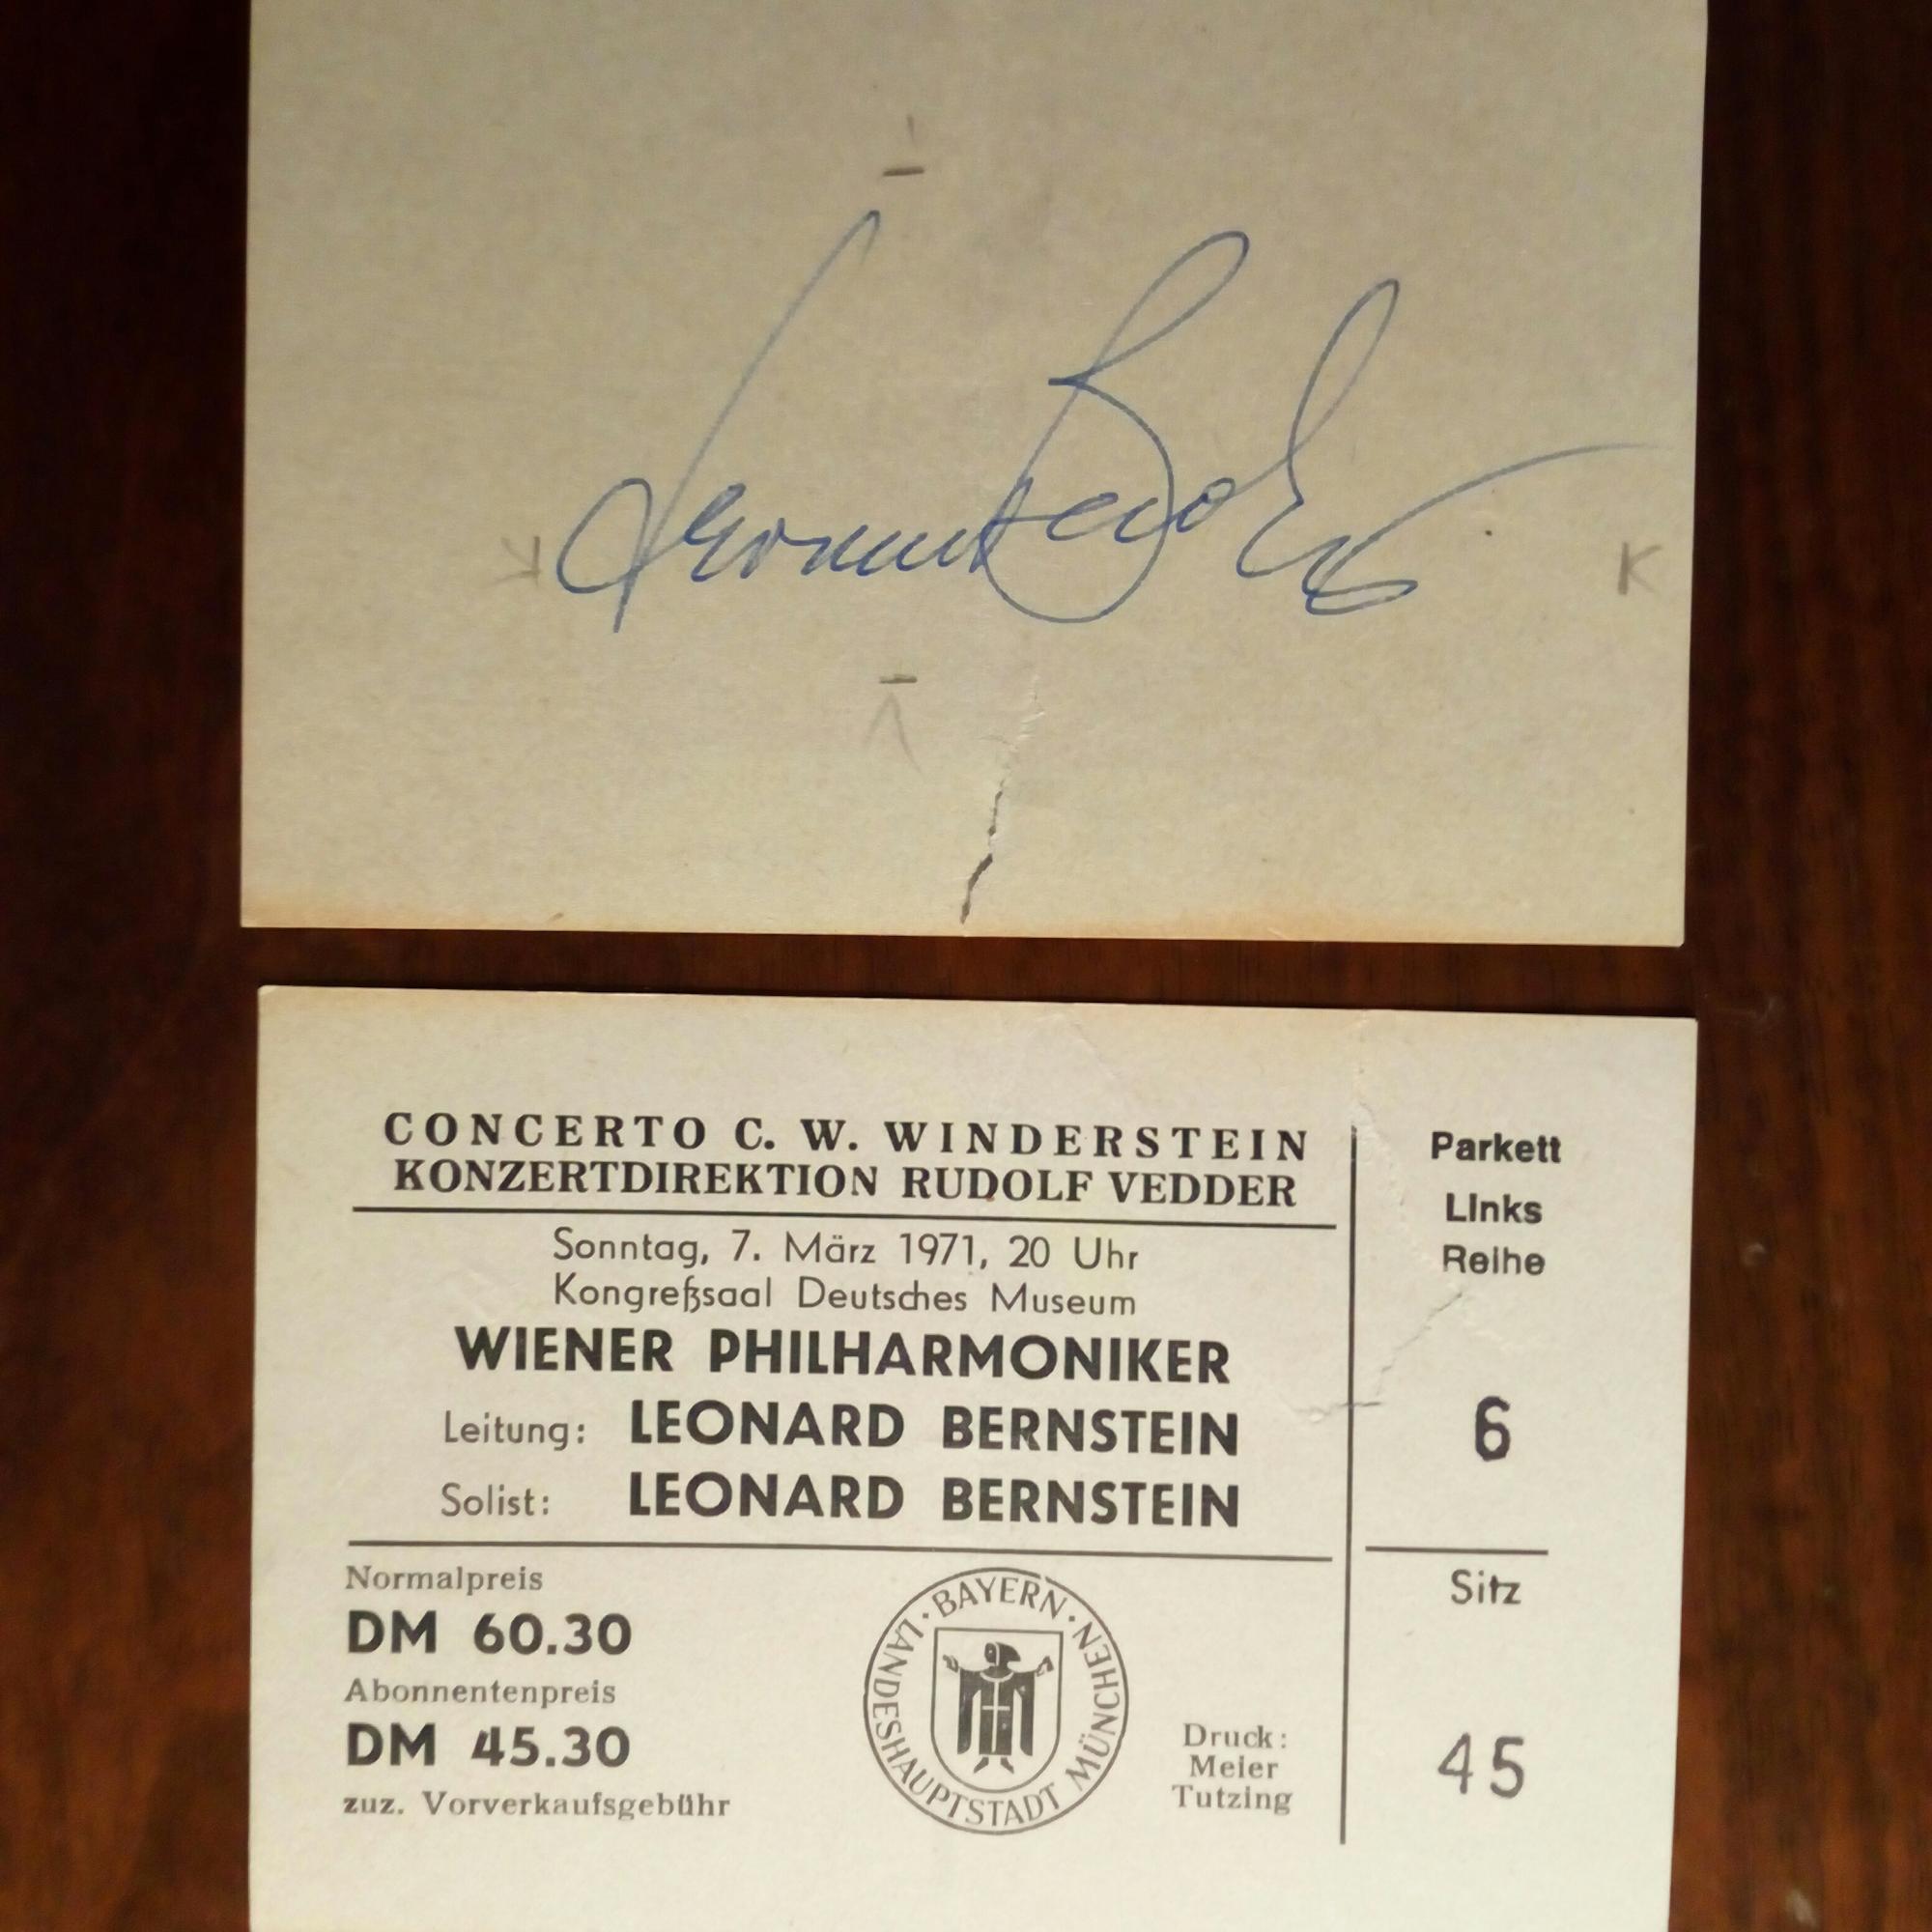 Leonard Bernstein
K
CONCERTO C. W. WINDERSTEIN
KONZERTDIREKTION RUDOLF VEDDER
Sonntag, 7. März 1971, 20 Uhr
Kongreßsaal Deutsches Museum
WIENER PHILHARMONIKER
Leitung: LEONARD BERNSTEIN
Solist: LEONARD BERNSTEIN
Normalpreis
DM 60.30
Abonnentenpreis
DM 45.30
zuz. Vorverkaufsgebühr
LANDESHAUPTSTADT MÜNCHEN · BAYERN ·
Druck:
Meier
Tutzing
Parkett
Links
Reihe
6
Sitz
45